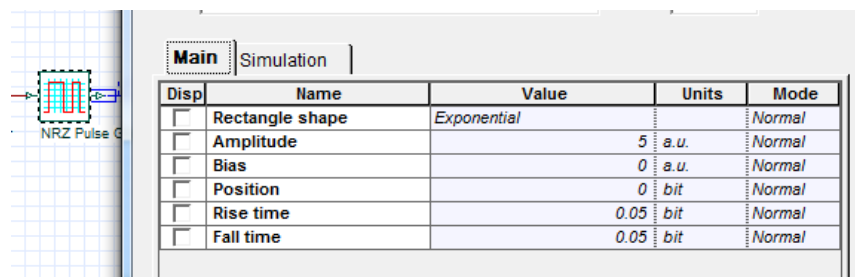 Main Simulation
Disp Name Value Units Mode
Rectangle shape Exponential Normal
Amplitude 5 a.u. Normal
Bias 0 a.u. Normal
Position 0 bit Normal
Rise time 0.05 bit Normal
Fall time 0.05 bit Normal
NRZ Pulse